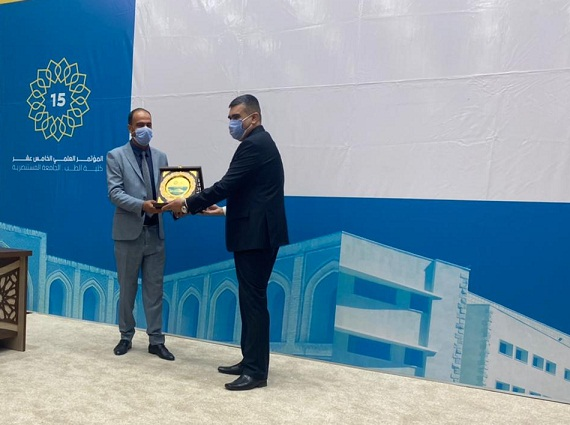 15
المؤتمر العلمي الخامس عشر
كلية الطب . الجامعة المستنصرية